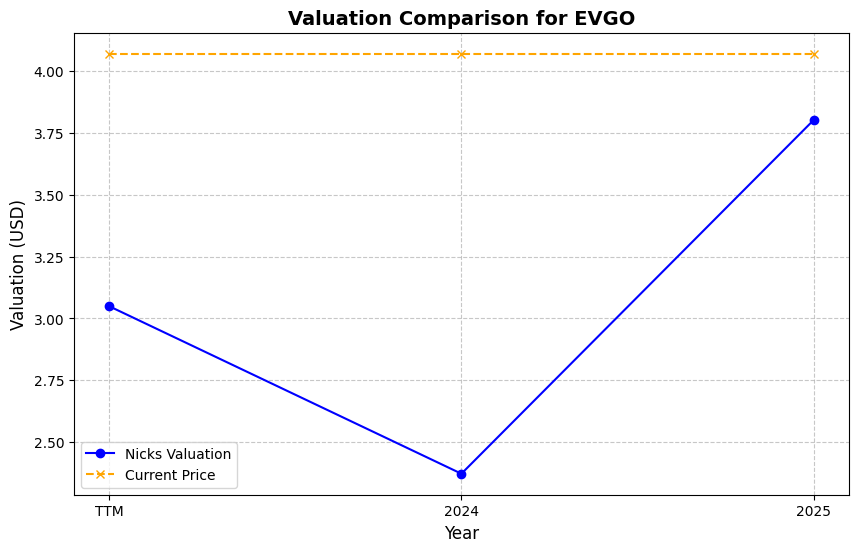 Valuation Comparison for EVGO
Valuation (USD)
4.00
3.75
3.50
3.25
3.00
2.75
2.50
Nicks Valuation
Current Price
TTM
2024
2025
Year